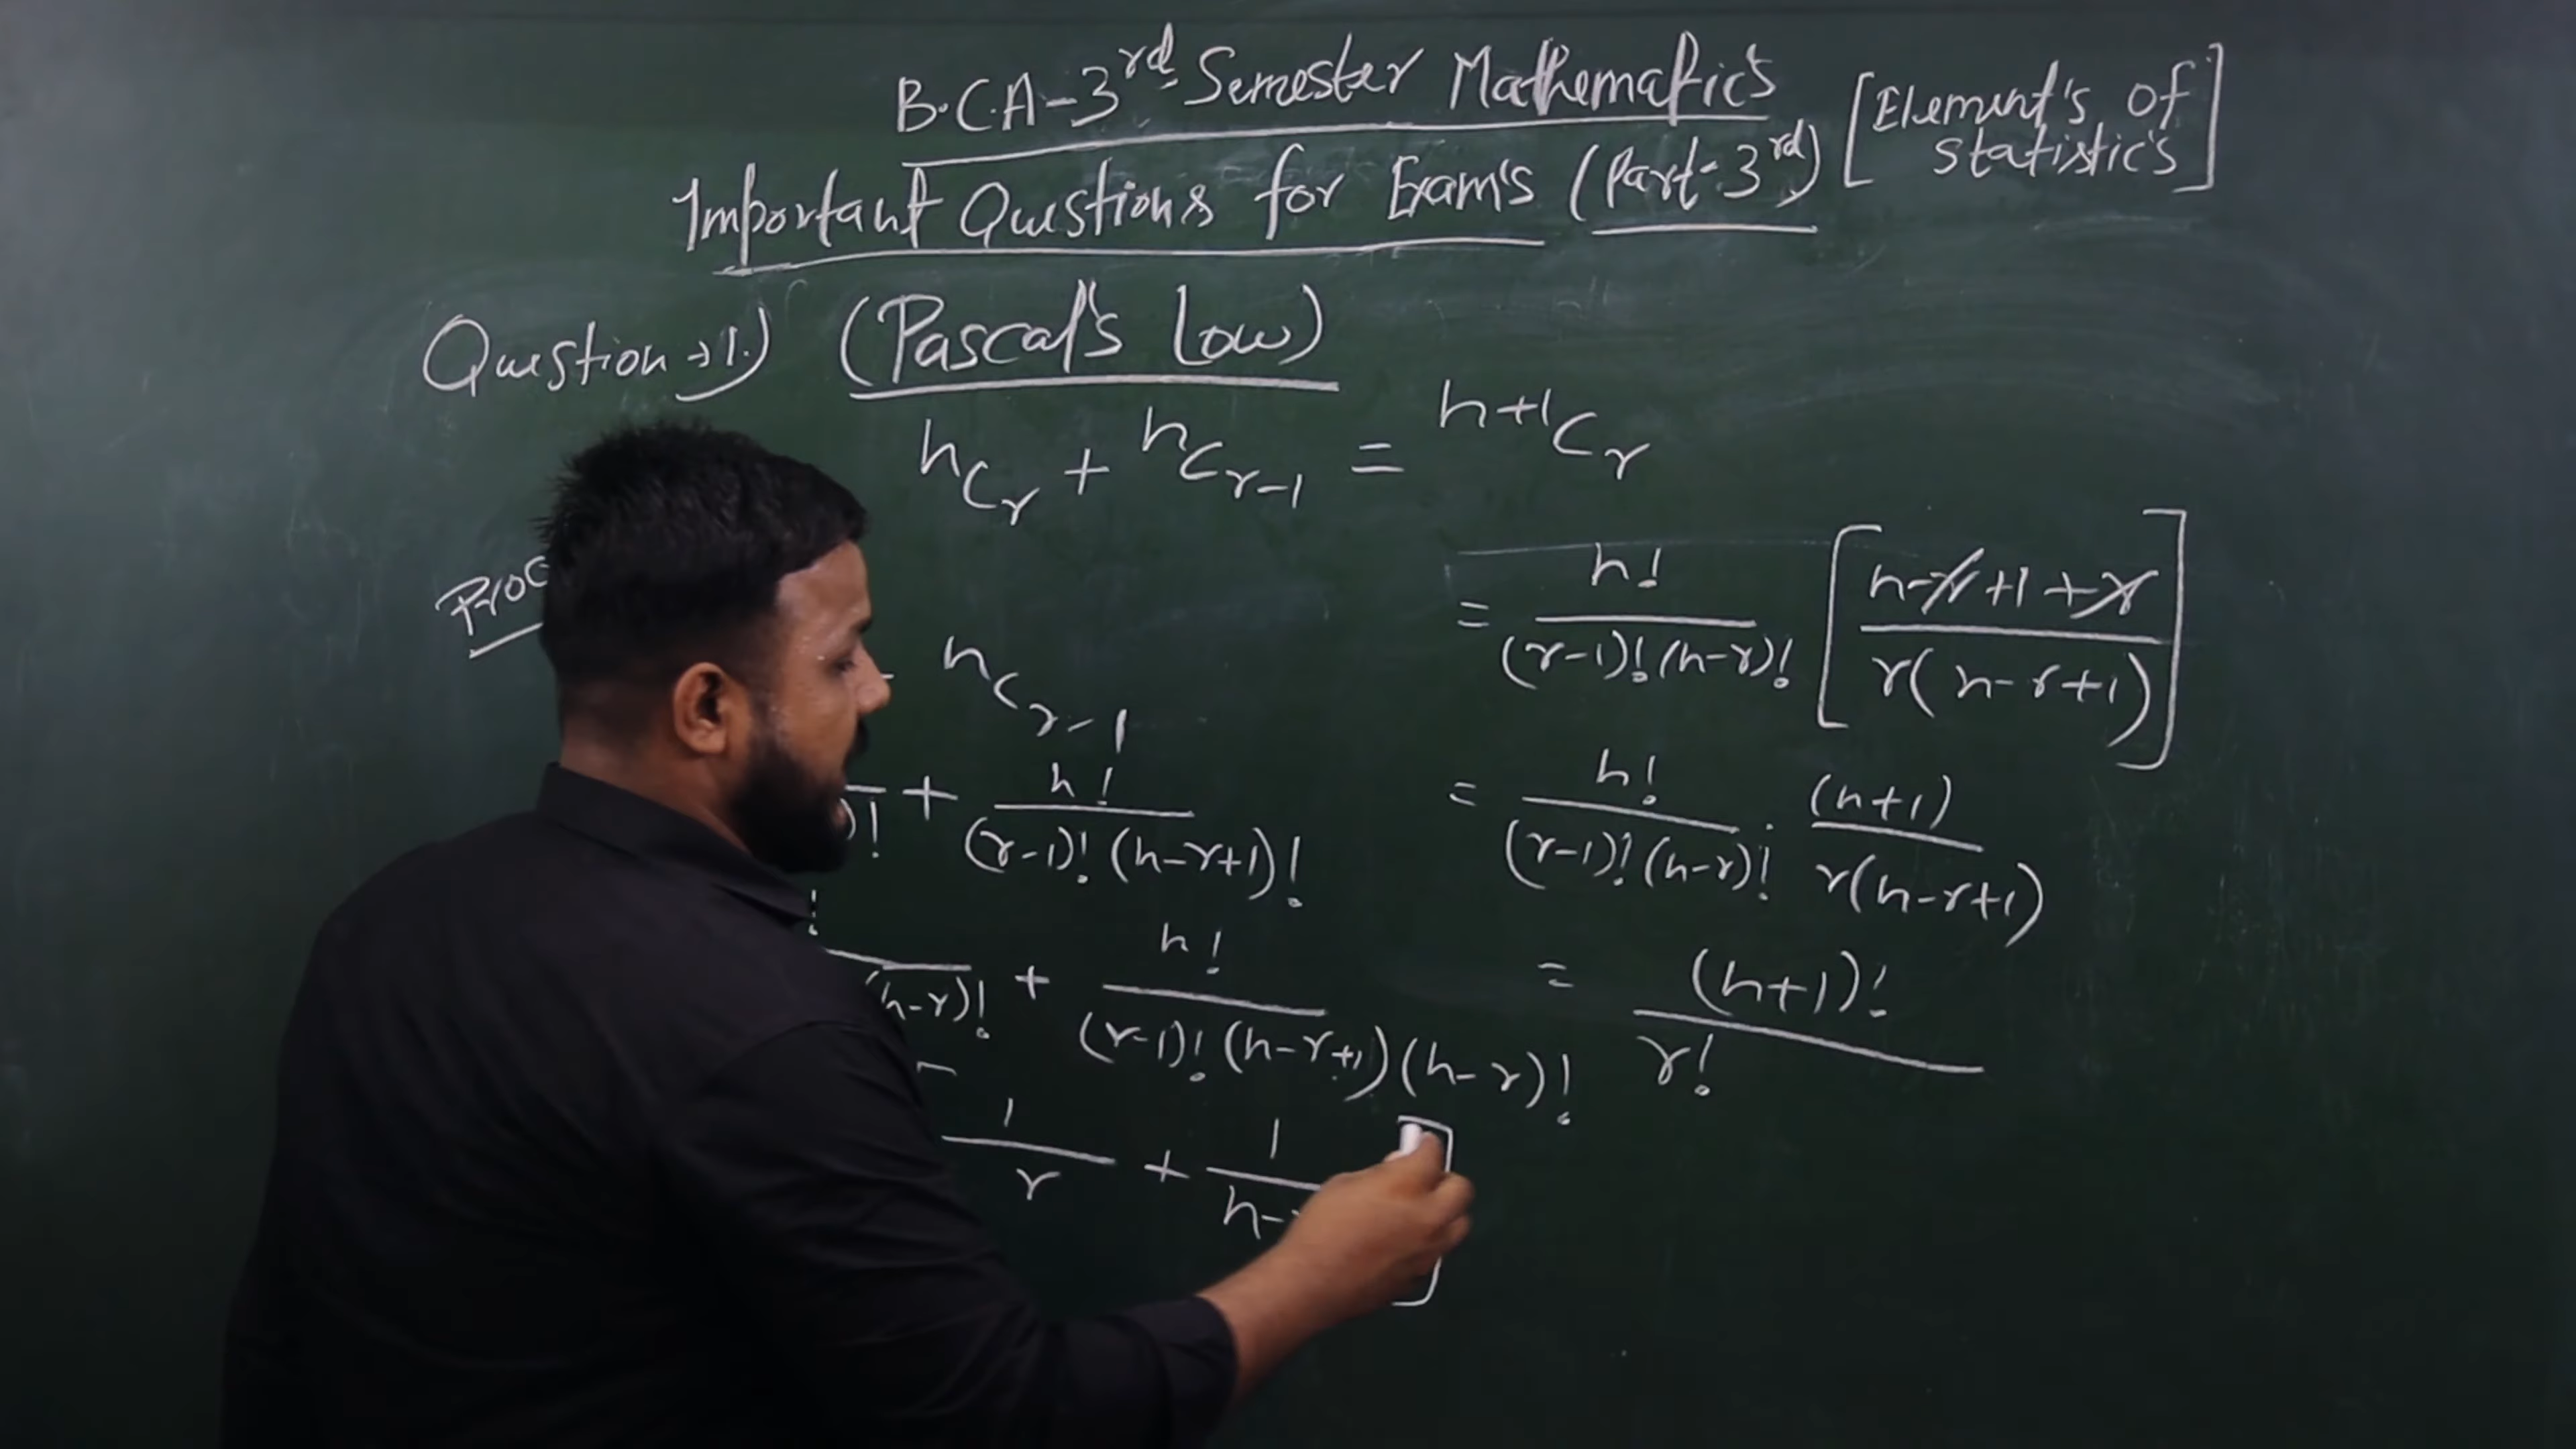 B.C.A-3rd Semester Mathematic's
[Element's of statistic's]
Important Questions for Exam's (Part-3rd)
Question → 1.) (Pascal's Low)
nCr + nCr-1 = n+1Cr
nCr-1
+ n! / (r-1)! (n-r+1)!
(n-r)! + n! / (r-1)! (n-r+1)(n-r)!
1/r + 1/n-
= n! / (r-1)! (n-r)! [n-r+1+r / r(n-r+1)]
= n! / (r-1)! (n-r)! . (n+1) / r(n-r+1)
= (n+1)! / r!